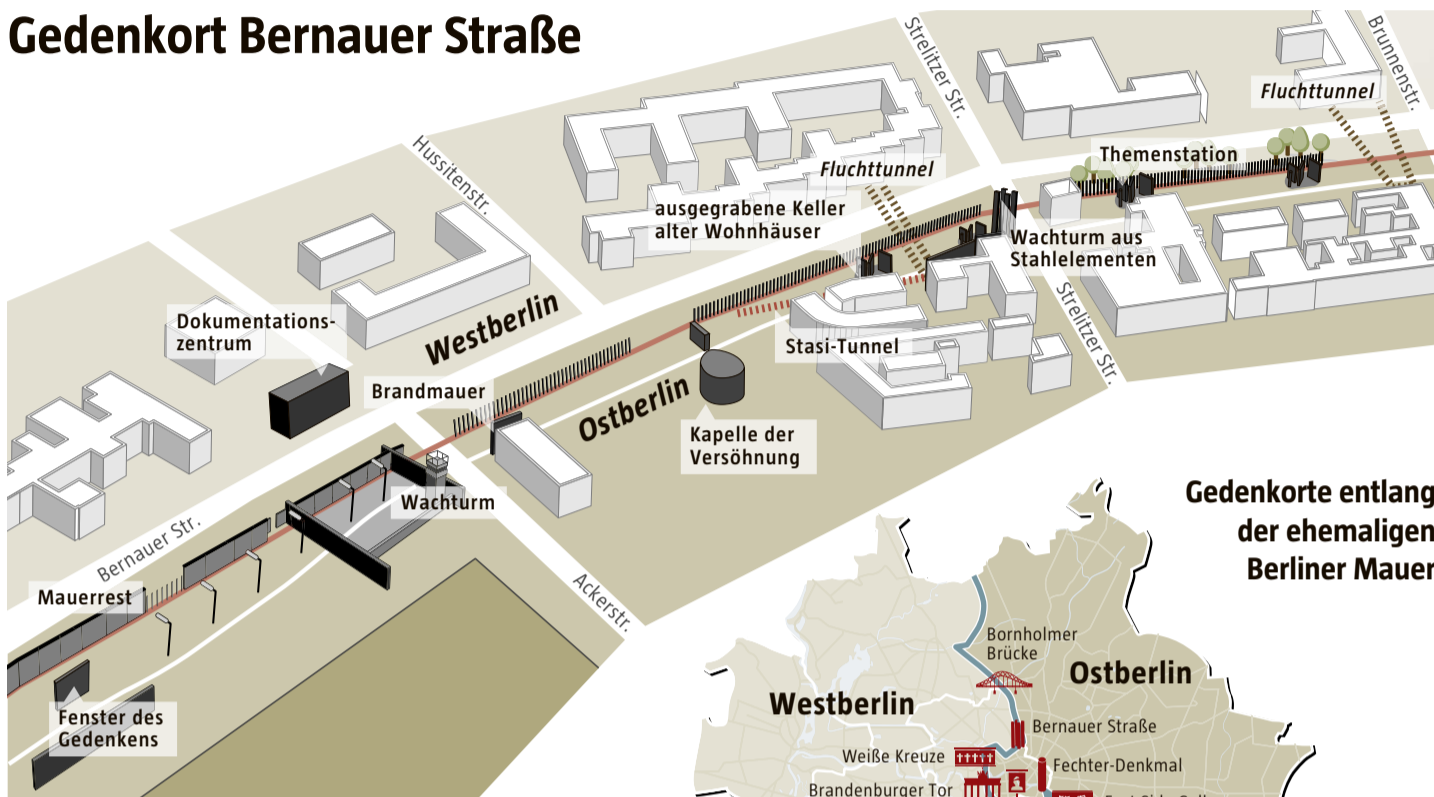 Gedenkort Bernauer Straße
Strelitzer Str.
Brunnenstr.
Fluchttunnel
Hussitenstr.
Themenstation
Fluchttunnel
ausgegrabene Keller
alter Wohnhäuser
Wachturm aus
Stahlelementen
Dokumentations-
zentrum
Westberlin
Strelitzer Str.
Stasi-Tunnel
Brandmauer
Ostberlin
Kapelle der
Versöhnung
Wachturm
Bernauer Str.
Ackerstr.
Mauerrest
Fenster des
Gedenkens
Gedenkorte entlang
der ehemaligen
Berliner Mauer
Bornholmer
Brücke
Ostberlin
Westberlin
Bernauer Straße
Weiße Kreuze
Fechter-Denkmal
Brandenburger Tor